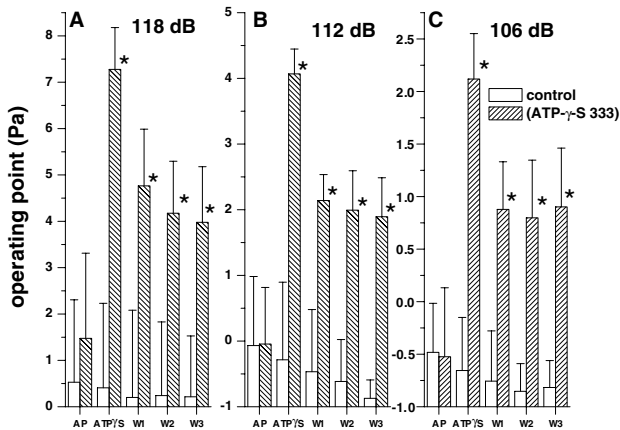 A 118 dB
B 112 dB
C 106 dB
operating point (Pa)
8
7
6
5
4
3
2
1
0
5
4
3
2
1
0
-1
2.5
2.0
1.5
1.0
0.5
0.0
-0.5
-1.0
* * * *
* * * *
* * * *
control
(ATP-γ-S 333)
AP ATPγS W1 W2 W3
AP ATPγS W1 W2 W3
AP ATPγS W1 W2 W3